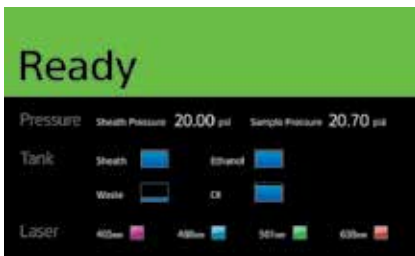 Ready
Pressure Sheath Pressure 20.00 psi Sample Pressure 20.70 psi
Tank Sheath Ethanol
Waste DI
Laser 405nm 488nm 561nm 638nm